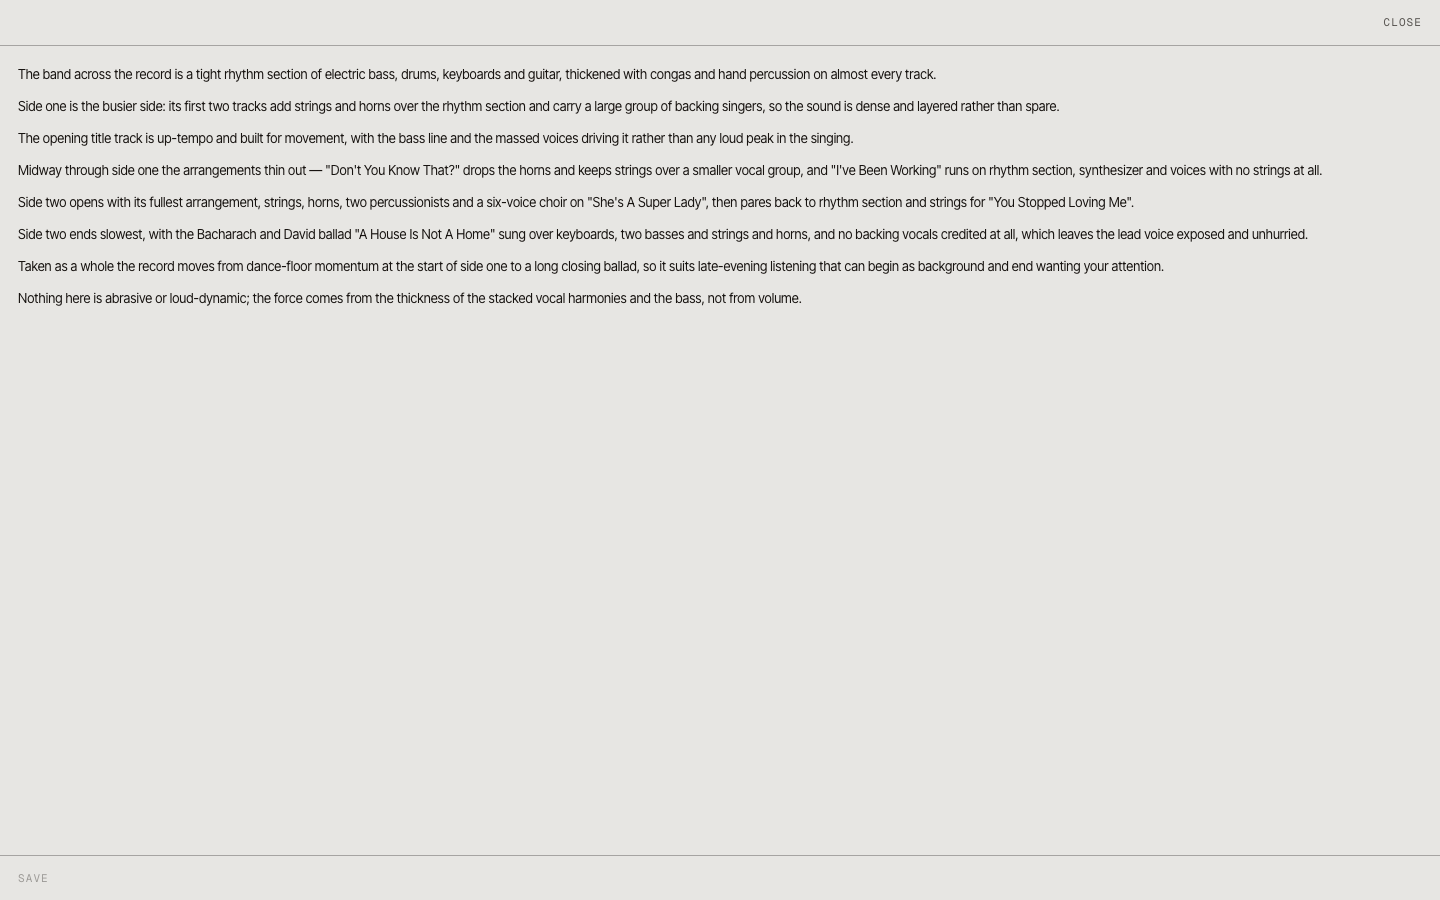 CLOSE
The band across the record is a tight rhythm section of electric bass, drums, keyboards and guitar, thickened with congas and hand percussion on almost every track.
Side one is the busier side: its first two tracks add strings and horns over the rhythm section and carry a large group of backing singers, so the sound is dense and layered rather than spare.
The opening title track is up-tempo and built for movement, with the bass line and the massed voices driving it rather than any loud peak in the singing.
Midway through side one the arrangements thin out — "Don't You Know That?" drops the horns and keeps strings over a smaller vocal group, and "I've Been Working" runs on rhythm section, synthesizer and voices with no strings at all.
Side two opens with its fullest arrangement, strings, horns, two percussionists and a six-voice choir on "She's A Super Lady", then pares back to rhythm section and strings for "You Stopped Loving Me".
Side two ends slowest, with the Bacharach and David ballad "A House Is Not A Home" sung over keyboards, two basses and strings and horns, and no backing vocals credited at all, which leaves the lead voice exposed and unhurried.
Taken as a whole the record moves from dance-floor momentum at the start of side one to a long closing ballad, so it suits late-evening listening that can begin as background and end wanting your attention.
Nothing here is abrasive or loud-dynamic; the force comes from the thickness of the stacked vocal harmonies and the bass, not from volume.
SAVE